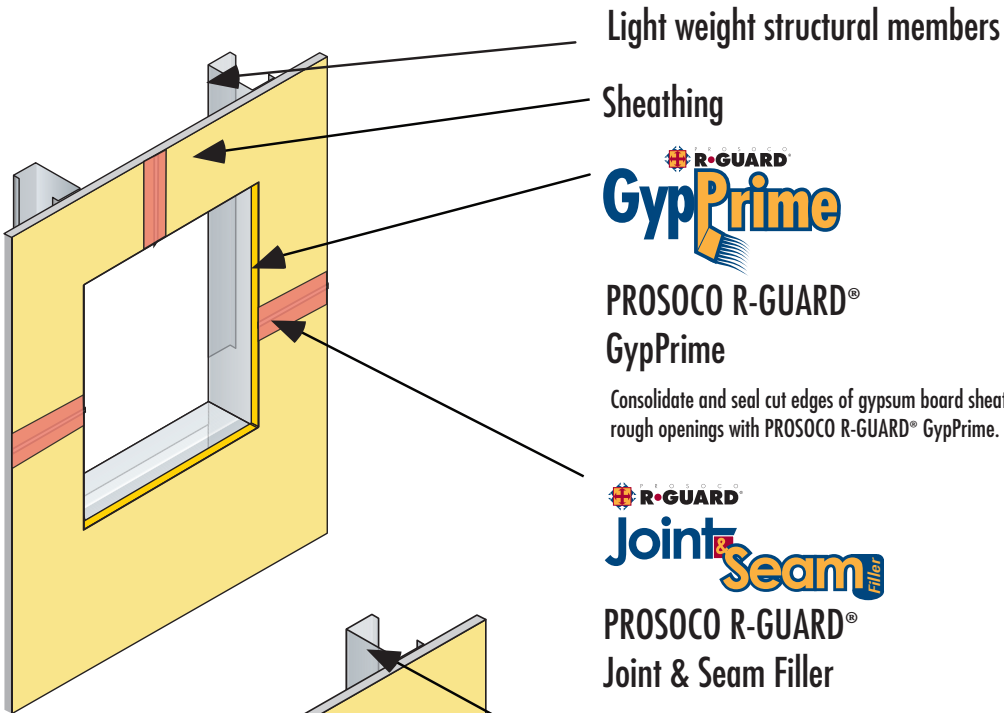 Light weight structural members
Sheathing
PROSOCO
R•GUARD®
GypPrime
PROSOCO R-GUARD®
GypPrime
Consolidate and seal cut edges of gypsum board sheat
rough openings with PROSOCO R-GUARD® GypPrime.
PROSOCO
R•GUARD®
Joint & Seam Filler
PROSOCO R-GUARD®
Joint & Seam Filler